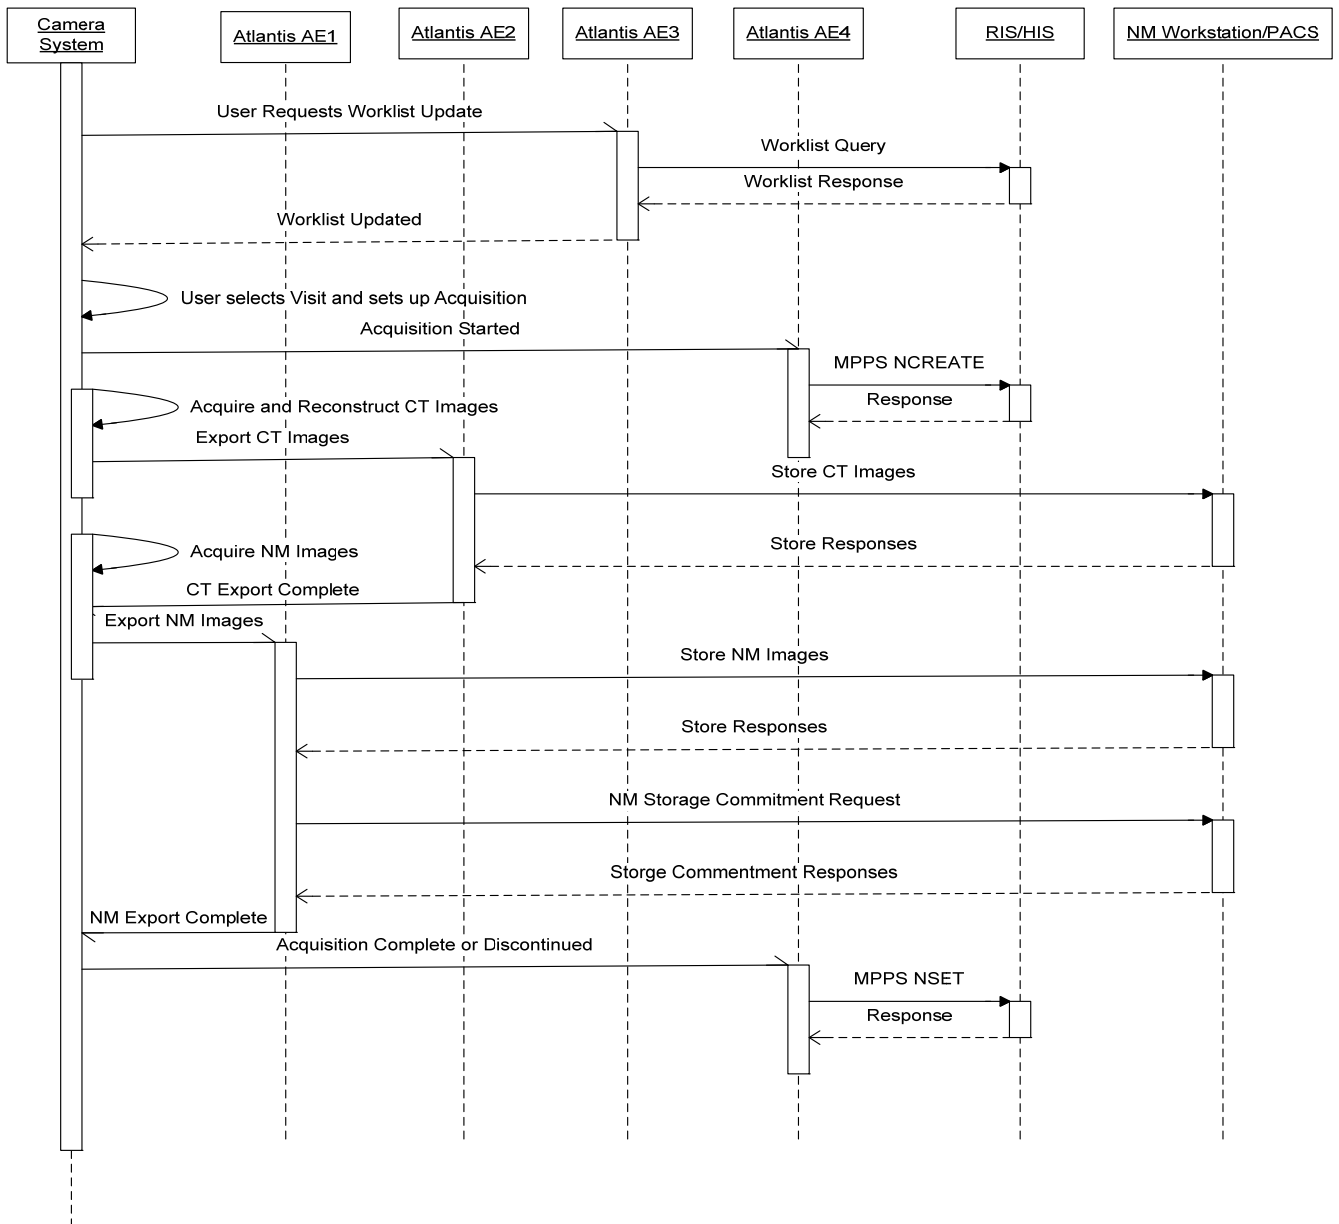 Camera
System
Atlantis AE1
Atlantis AE2
Atlantis AE3
Atlantis AE4
RIS/HIS
NM Workstation/PACS
User Requests Worklist Update
Worklist Query
Worklist Response
Worklist Updated
User selects Visit and sets up Acquisition
Acquisition Started
MPPS NCREATE
Response
Acquire and Reconstruct CT Images
Export CT Images
Store CT Images
Store Responses
Acquire NM Images
CT Export Complete
Export NM Images
Store NM Images
Store Responses
NM Storage Commitment Request
Storge Commentment Responses
NM Export Complete
Acquisition Complete or Discontinued
MPPS NSET
Response